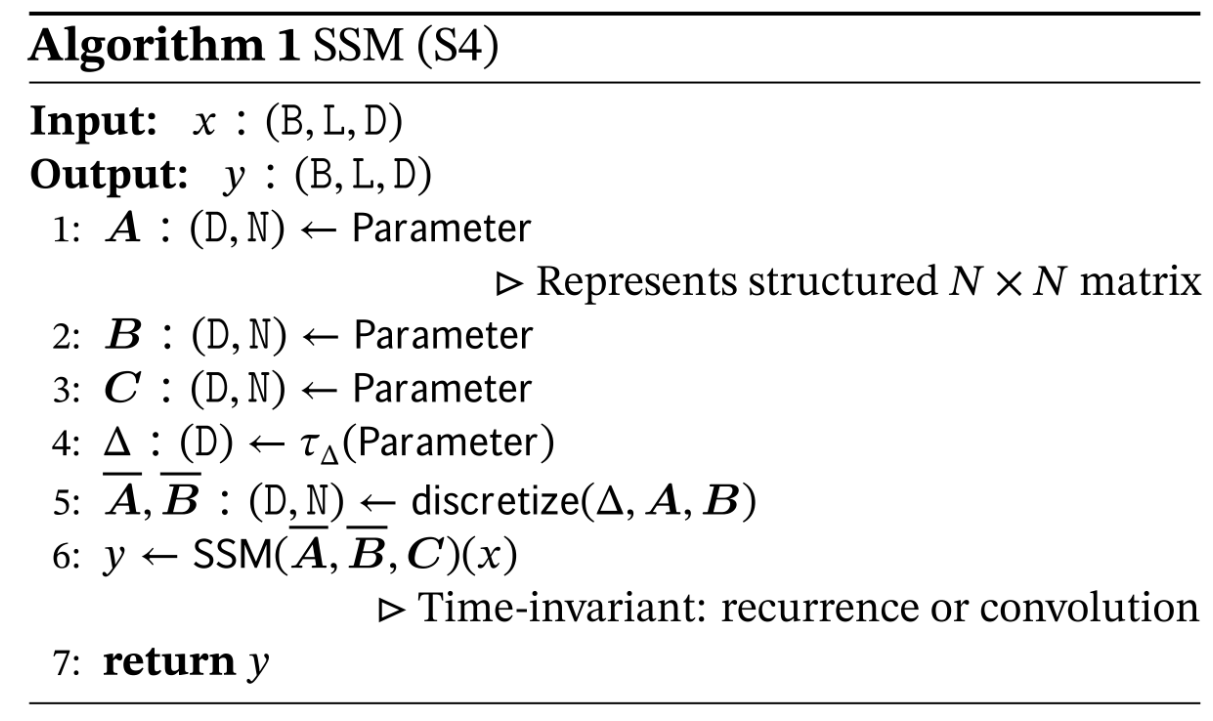 Algorithm 1 SSM (S4)
Input: x : (B, L, D)
Output: y : (B, L, D)
1: A : (D, N) ← Parameter
▷ Represents structured N × N matrix
2: B : (D, N) ← Parameter
3: C : (D, N) ← Parameter
4: Δ : (D) ← τ_Δ(Parameter)
5: A̅, B̅ : (D, N) ← discretize(Δ, A, B)
6: y ← SSM(A̅, B̅, C)(x)
▷ Time-invariant: recurrence or convolution
7: return y